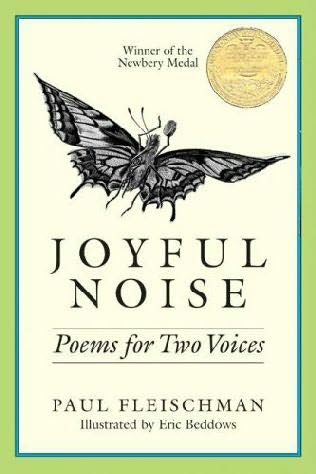 Winner of the
Newbery Medal
JOYFUL
NOISE
Poems for Two Voices
PAUL FLEISCHMAN
Illustrated by Eric Beddows